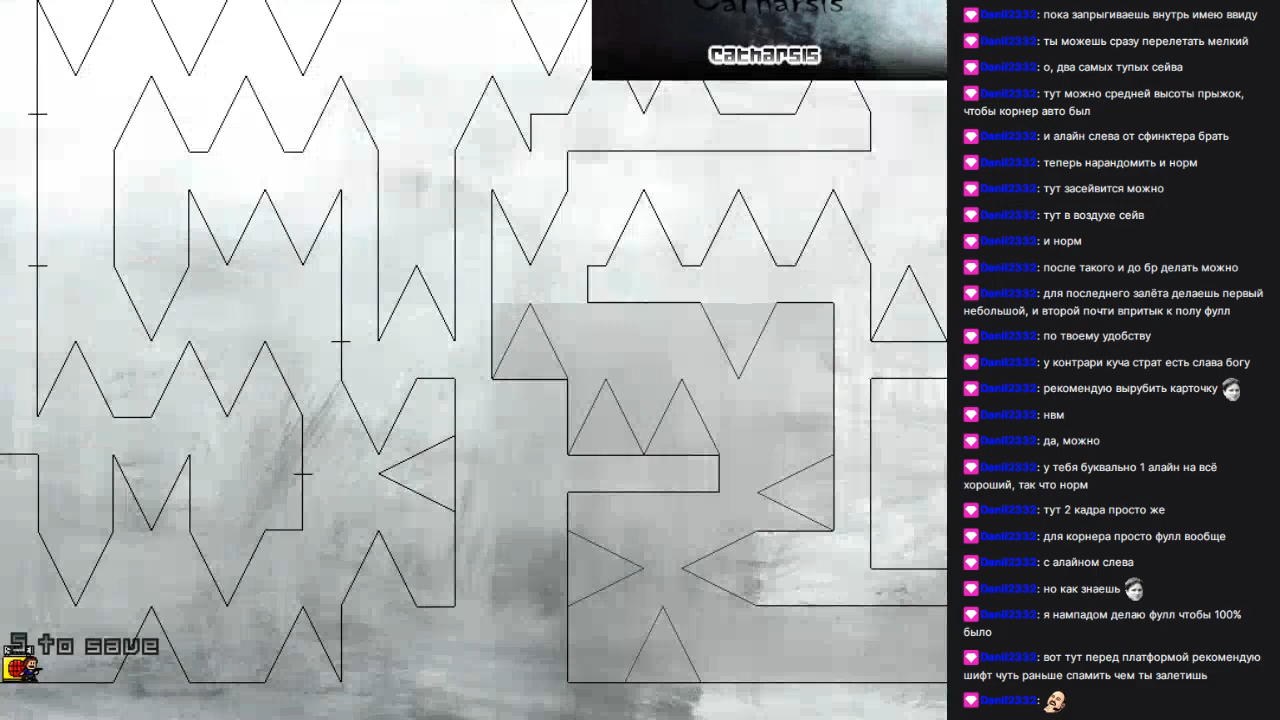 Catharsis
Catharsis
S to save
Danil2332: пока запрыгиваешь внутрь имею ввиду
Danil2332: ты можешь сразу перелетать мелкий
Danil2332: о, два самых тупых сейва
Danil2332: тут можно средней высоты прыжок,
чтобы корнер авто был
Danil2332: и алайн слева от сфинктера брать
Danil2332: теперь нарандомить и норм
Danil2332: тут засейвится можно
Danil2332: тут в воздухе сейв
Danil2332: и норм
Danil2332: после такого и до бр делать можно
Danil2332: для последнего залёта делаешь первый
небольшой, и второй почти впритык к полу фулл
Danil2332: по твоему удобству
Danil2332: у контрари куча страт есть слава богу
Danil2332: рекомендую вырубить карточку
Danil2332: нвм
Danil2332: да, можно
Danil2332: у тебя буквально 1 алайн на всё
хороший, так что норм
Danil2332: тут 2 кадра просто же
Danil2332: для корнера просто фулл вообще
Danil2332: с алайном слева
Danil2332: но как знаешь
Danil2332: я нампадом делаю фулл чтобы 100%
было
Danil2332: вот тут перед платформой рекомендую
шифт чуть раньше спамить чем ты залетишь
Danil2332: